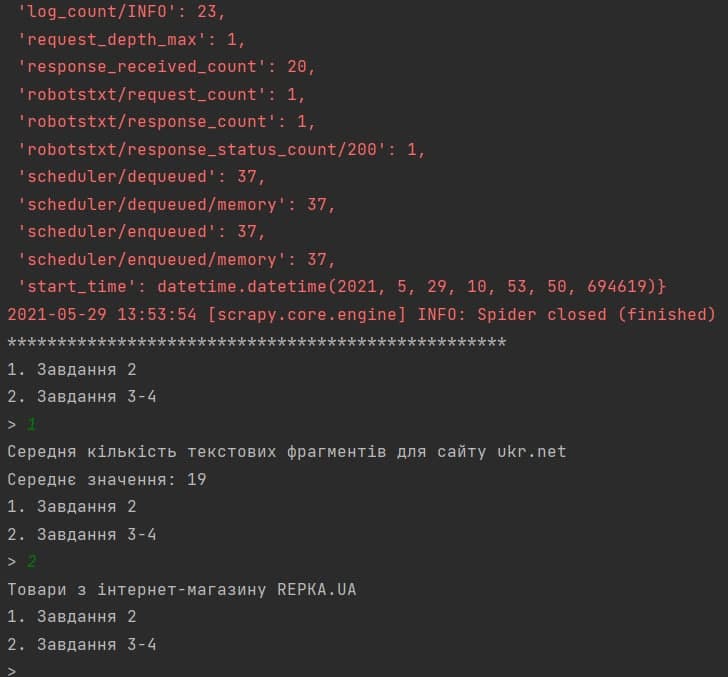 'log_count/INFO': 23,
'request_depth_max': 1,
'response_received_count': 20,
'robotstxt/request_count': 1,
'robotstxt/response_count': 1,
'robotstxt/response_status_count/200': 1,
'scheduler/dequeued': 37,
'scheduler/dequeued/memory': 37,
'scheduler/enqueued': 37,
'scheduler/enqueued/memory': 37,
'start_time': datetime.datetime(2021, 5, 29, 10, 53, 50, 694619)}
2021-05-29 13:53:54 [scrapy.core.engine] INFO: Spider closed (finished)
**************************************************
1. Завдання 2
2. Завдання 3-4
> 1
Середня кількість текстових фрагментів для сайту ukr.net
Середнє значення: 19
1. Завдання 2
2. Завдання 3-4
> 2
Товари з інтернет-магазину REPKA.UA
1. Завдання 2
2. Завдання 3-4
>